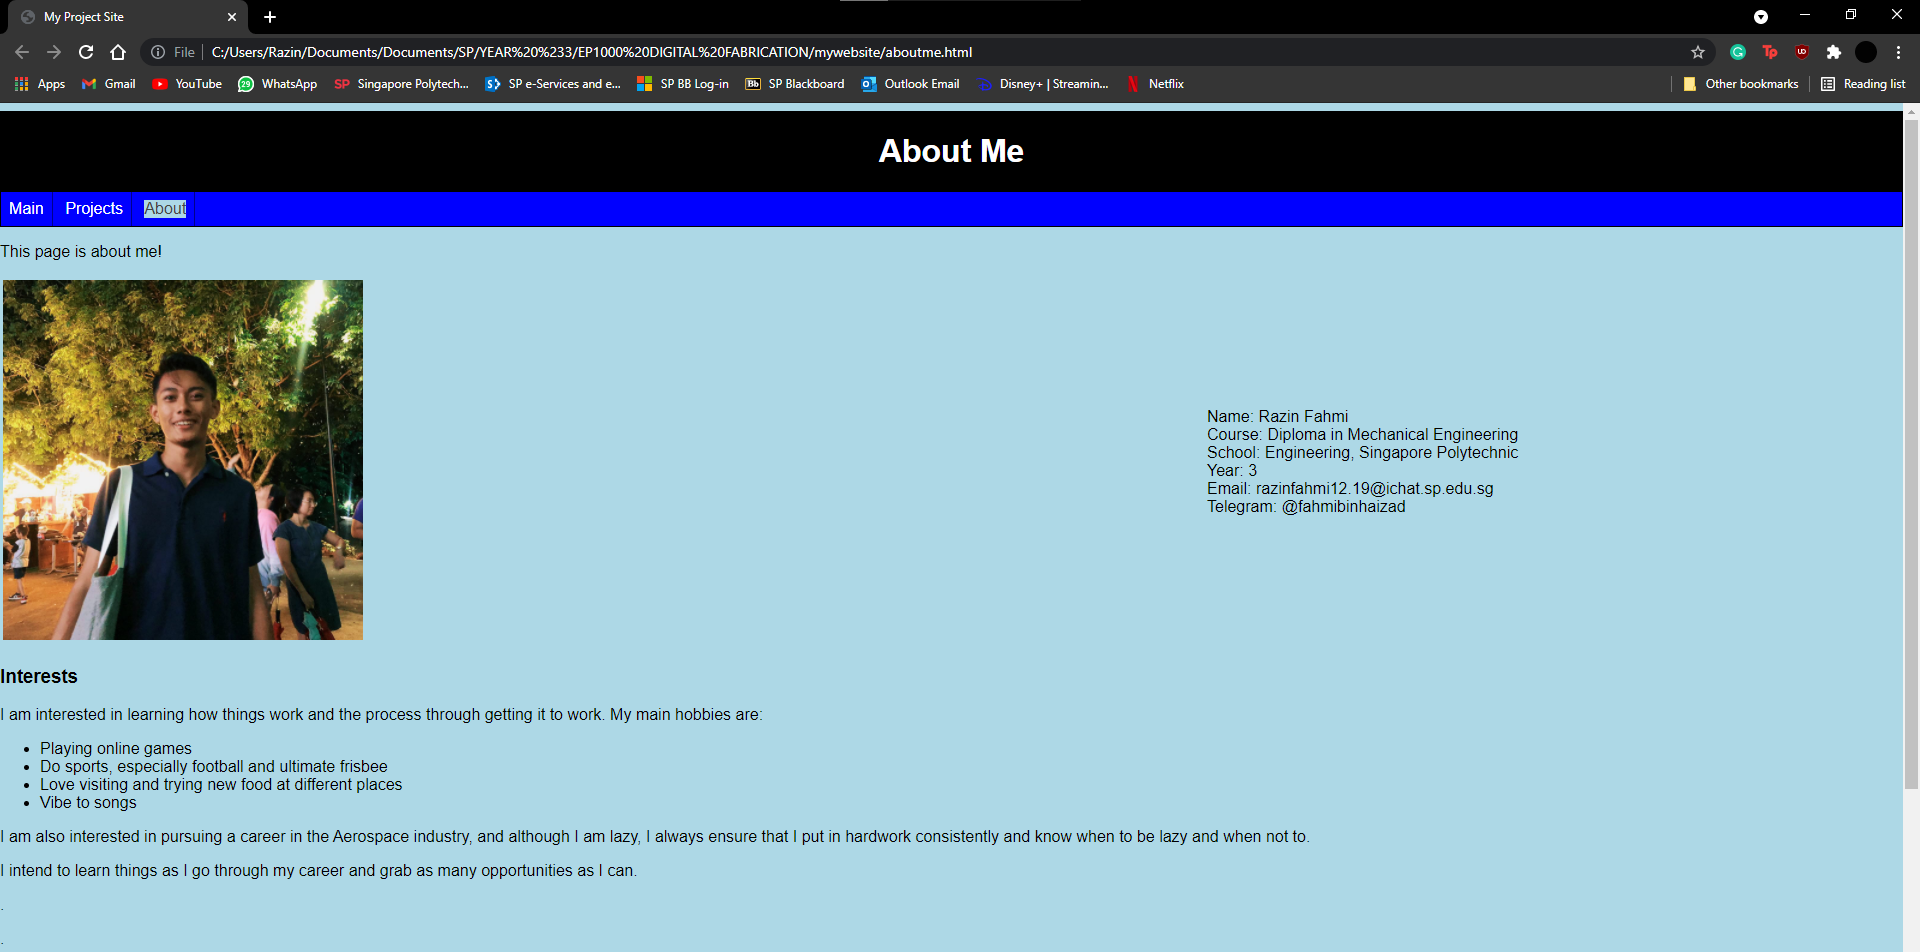 My Project Site
File C:/Users/Razin/Documents/Documents/SP/YEAR%20%233/EP1000%20DIGITAL%20FABRICATION/mywebsite/aboutme.html
Apps Gmail YouTube WhatsApp Singapore Polytech... SP e-Services and e... SP BB Log-in SP Blackboard Outlook Email Disney+ | Streamin... Netflix Other bookmarks Reading list
About Me
Main Projects About
This page is about me!
Name: Razin Fahmi
Course: Diploma in Mechanical Engineering
School: Engineering, Singapore Polytechnic
Year: 3
Email: razinfahmi12.19@ichat.sp.edu.sg
Telegram: @fahmibinhaizad
Interests
I am interested in learning how things work and the process through getting it to work. My main hobbies are:
• Playing online games
• Do sports, especially football and ultimate frisbee
• Love visiting and trying new food at different places
• Vibe to songs
I am also interested in pursuing a career in the Aerospace industry, and although I am lazy, I always ensure that I put in hardwork consistently and know when to be lazy and when not to.
I intend to learn things as I go through my career and grab as many opportunities as I can.
.
.